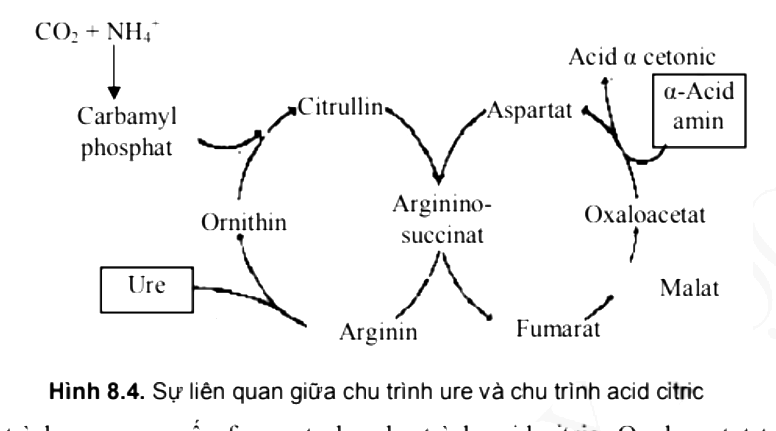 CO₂ + NH₄⁺
Acid α cetonic
α-Acid
amin
Carbamyl
phosphat
Citrullin
Aspartat
Ornithin
Arginino-
succinat
Oxaloacetat
Ure
Malat
Arginin
Fumarat
Hình 8.4. Sự liên quan giữa chu trình ure và chu trình acid citric